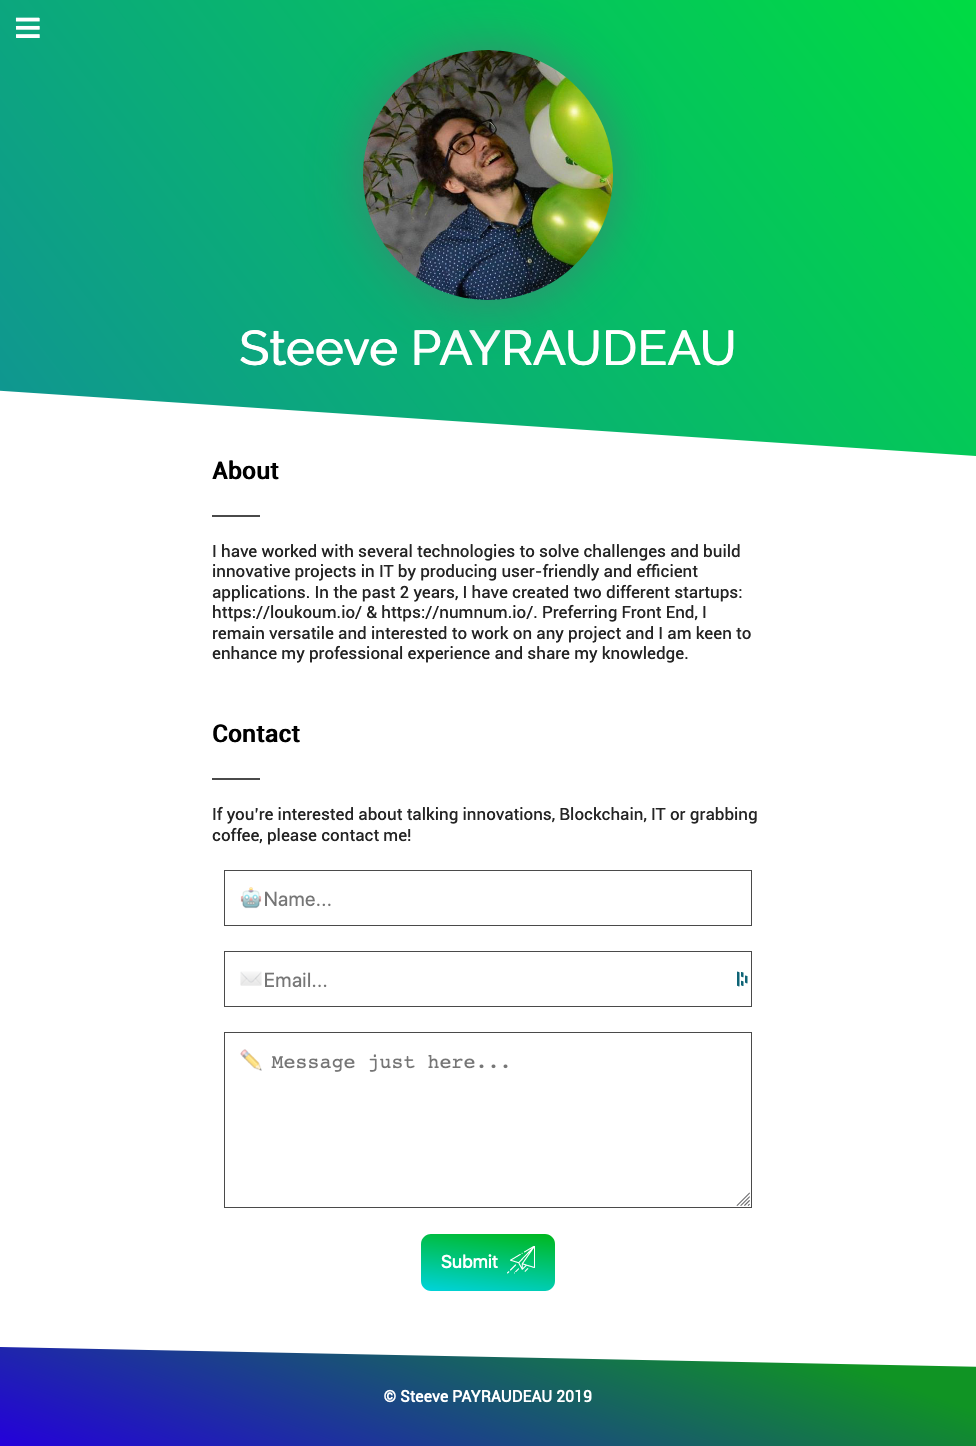 Steeve PAYRAUDEAU
About
I have worked with several technologies to solve challenges and build
innovative projects in IT by producing user-friendly and efficient
applications. In the past 2 years, I have created two different startups:
https://loukoum.io/ & https://numnum.io/. Preferring Front End, I
remain versatile and interested to work on any project and I am keen to
enhance my professional experience and share my knowledge.
Contact
If you're interested about talking innovations, Blockchain, IT or grabbing
coffee, please contact me!
🤖Name...
✉️Email...
✏️ Message just here...
Submit
© Steeve PAYRAUDEAU 2019